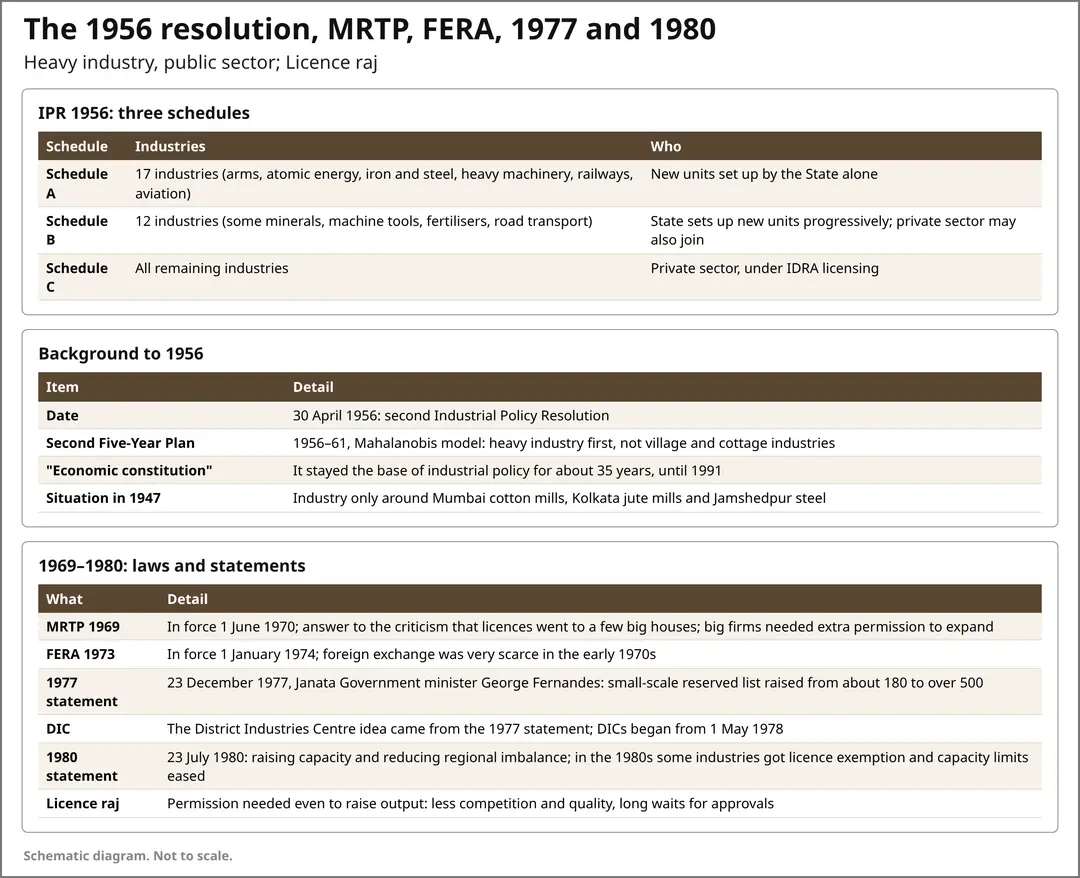 The 1956 resolution, MRTP, FERA, 1977 and 1980
Heavy industry, public sector; Licence raj
IPR 1956: three schedules
Schedule Industries Who
Schedule A 17 industries (arms, atomic energy, iron and steel, heavy machinery, railways, aviation) New units set up by the State alone
Schedule B 12 industries (some minerals, machine tools, fertilisers, road transport) State sets up new units progressively; private sector may also join
Schedule C All remaining industries Private sector, under IDRA licensing
Background to 1956
Item Detail
Date 30 April 1956: second Industrial Policy Resolution
Second Five-Year Plan 1956–61, Mahalanobis model: heavy industry first, not village and cottage industries
"Economic constitution" It stayed the base of industrial policy for about 35 years, until 1991
Situation in 1947 Industry only around Mumbai cotton mills, Kolkata jute mills and Jamshedpur steel
1969–1980: laws and statements
What Detail
MRTP 1969 In force 1 June 1970; answer to the criticism that licences went to a few big houses; big firms needed extra permission to expand
FERA 1973 In force 1 January 1974; foreign exchange was very scarce in the early 1970s
1977 statement 23 December 1977, Janata Government minister George Fernandes: small-scale reserved list raised from about 180 to over 500
DIC The District Industries Centre idea came from the 1977 statement; DICs began from 1 May 1978
1980 statement 23 July 1980: raising capacity and reducing regional imbalance; in the 1980s some industries got licence exemption and capacity limits eased
Licence raj Permission needed even to raise output: less competition and quality, long waits for approvals
Schematic diagram. Not to scale.